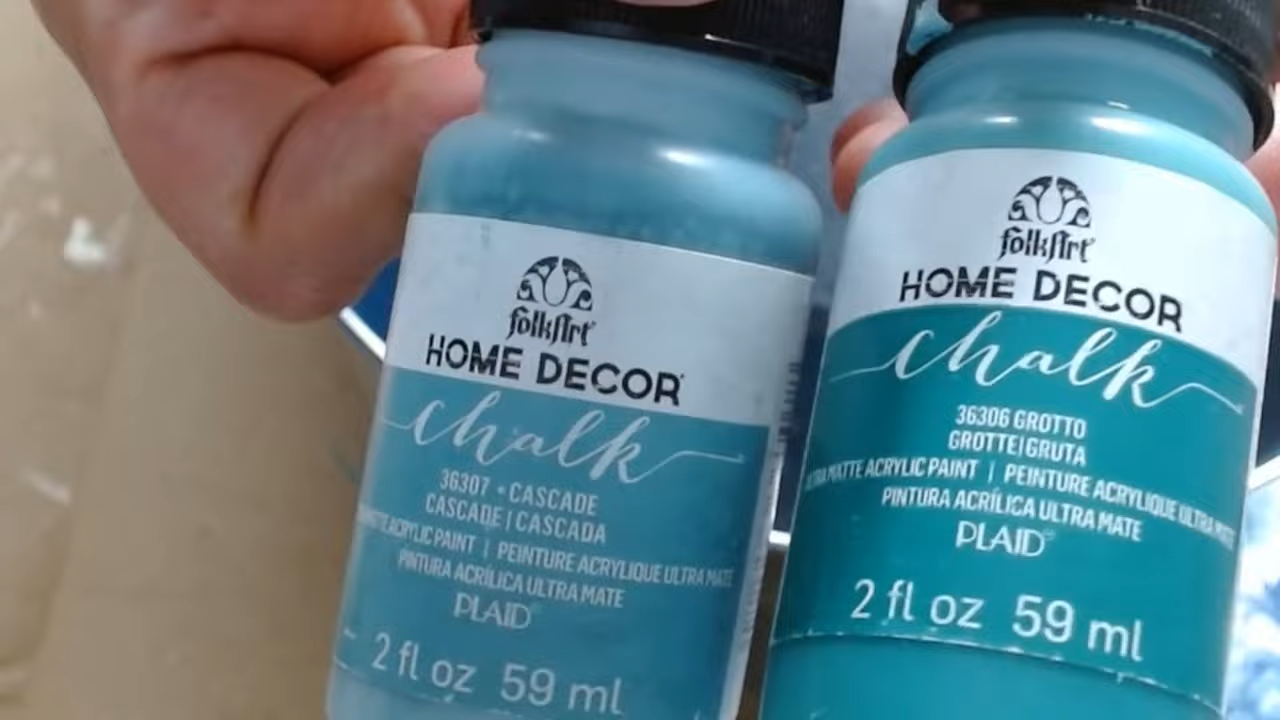 folkArt
HOME DECOR
chalk
36307 • CASCADE
CASCADE | CASCADA
ACRYLIC PAINT | PEINTURE ACRYLIQUE ULTRA MATE
PINTURA ACRÍLICA ULTRA MATE
PLAID
2 fl oz 59 ml
folkArt
HOME DECOR
chalk
36306 GROTTO
GROTTE|GRUTA
MATTE ACRYLIC PAINT | PEINTURE ACRYLIQUE ULTRA
PINTURA ACRÍLICA ULTRA MATE
PLAID
2 fl oz 59 ml